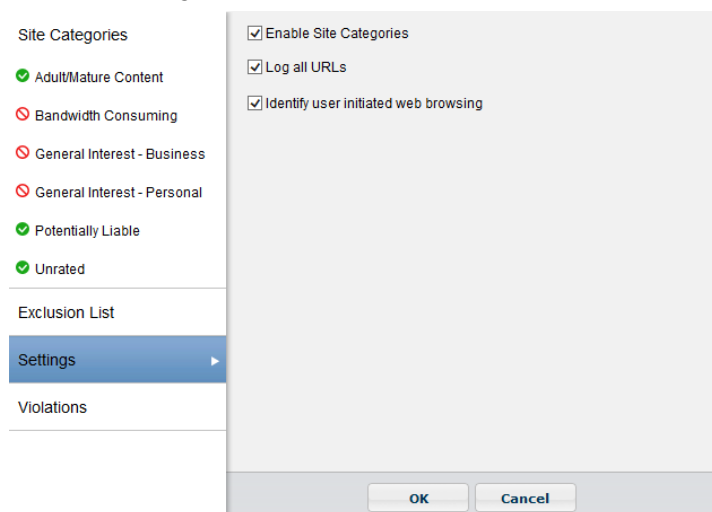 Site Categories
Adult/Mature Content
Bandwidth Consuming
General Interest - Business
General Interest - Personal
Potentially Liable
Unrated
Exclusion List
Settings
Violations
Enable Site Categories
Log all URLs
Identify user initiated web browsing
OK
Cancel